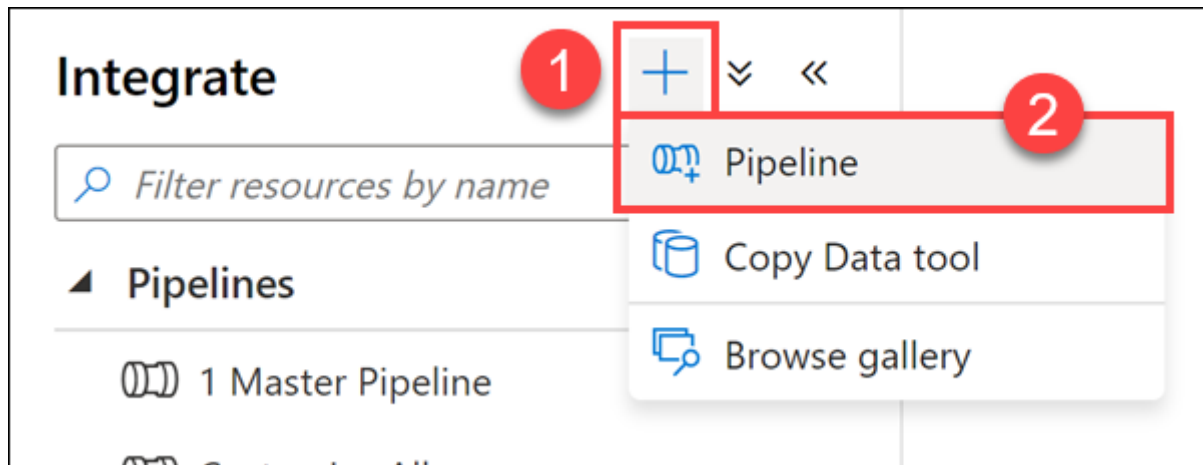 Integrate
1
2
Pipeline
Filter resources by name
Copy Data tool
Pipelines
Browse gallery
1 Master Pipeline